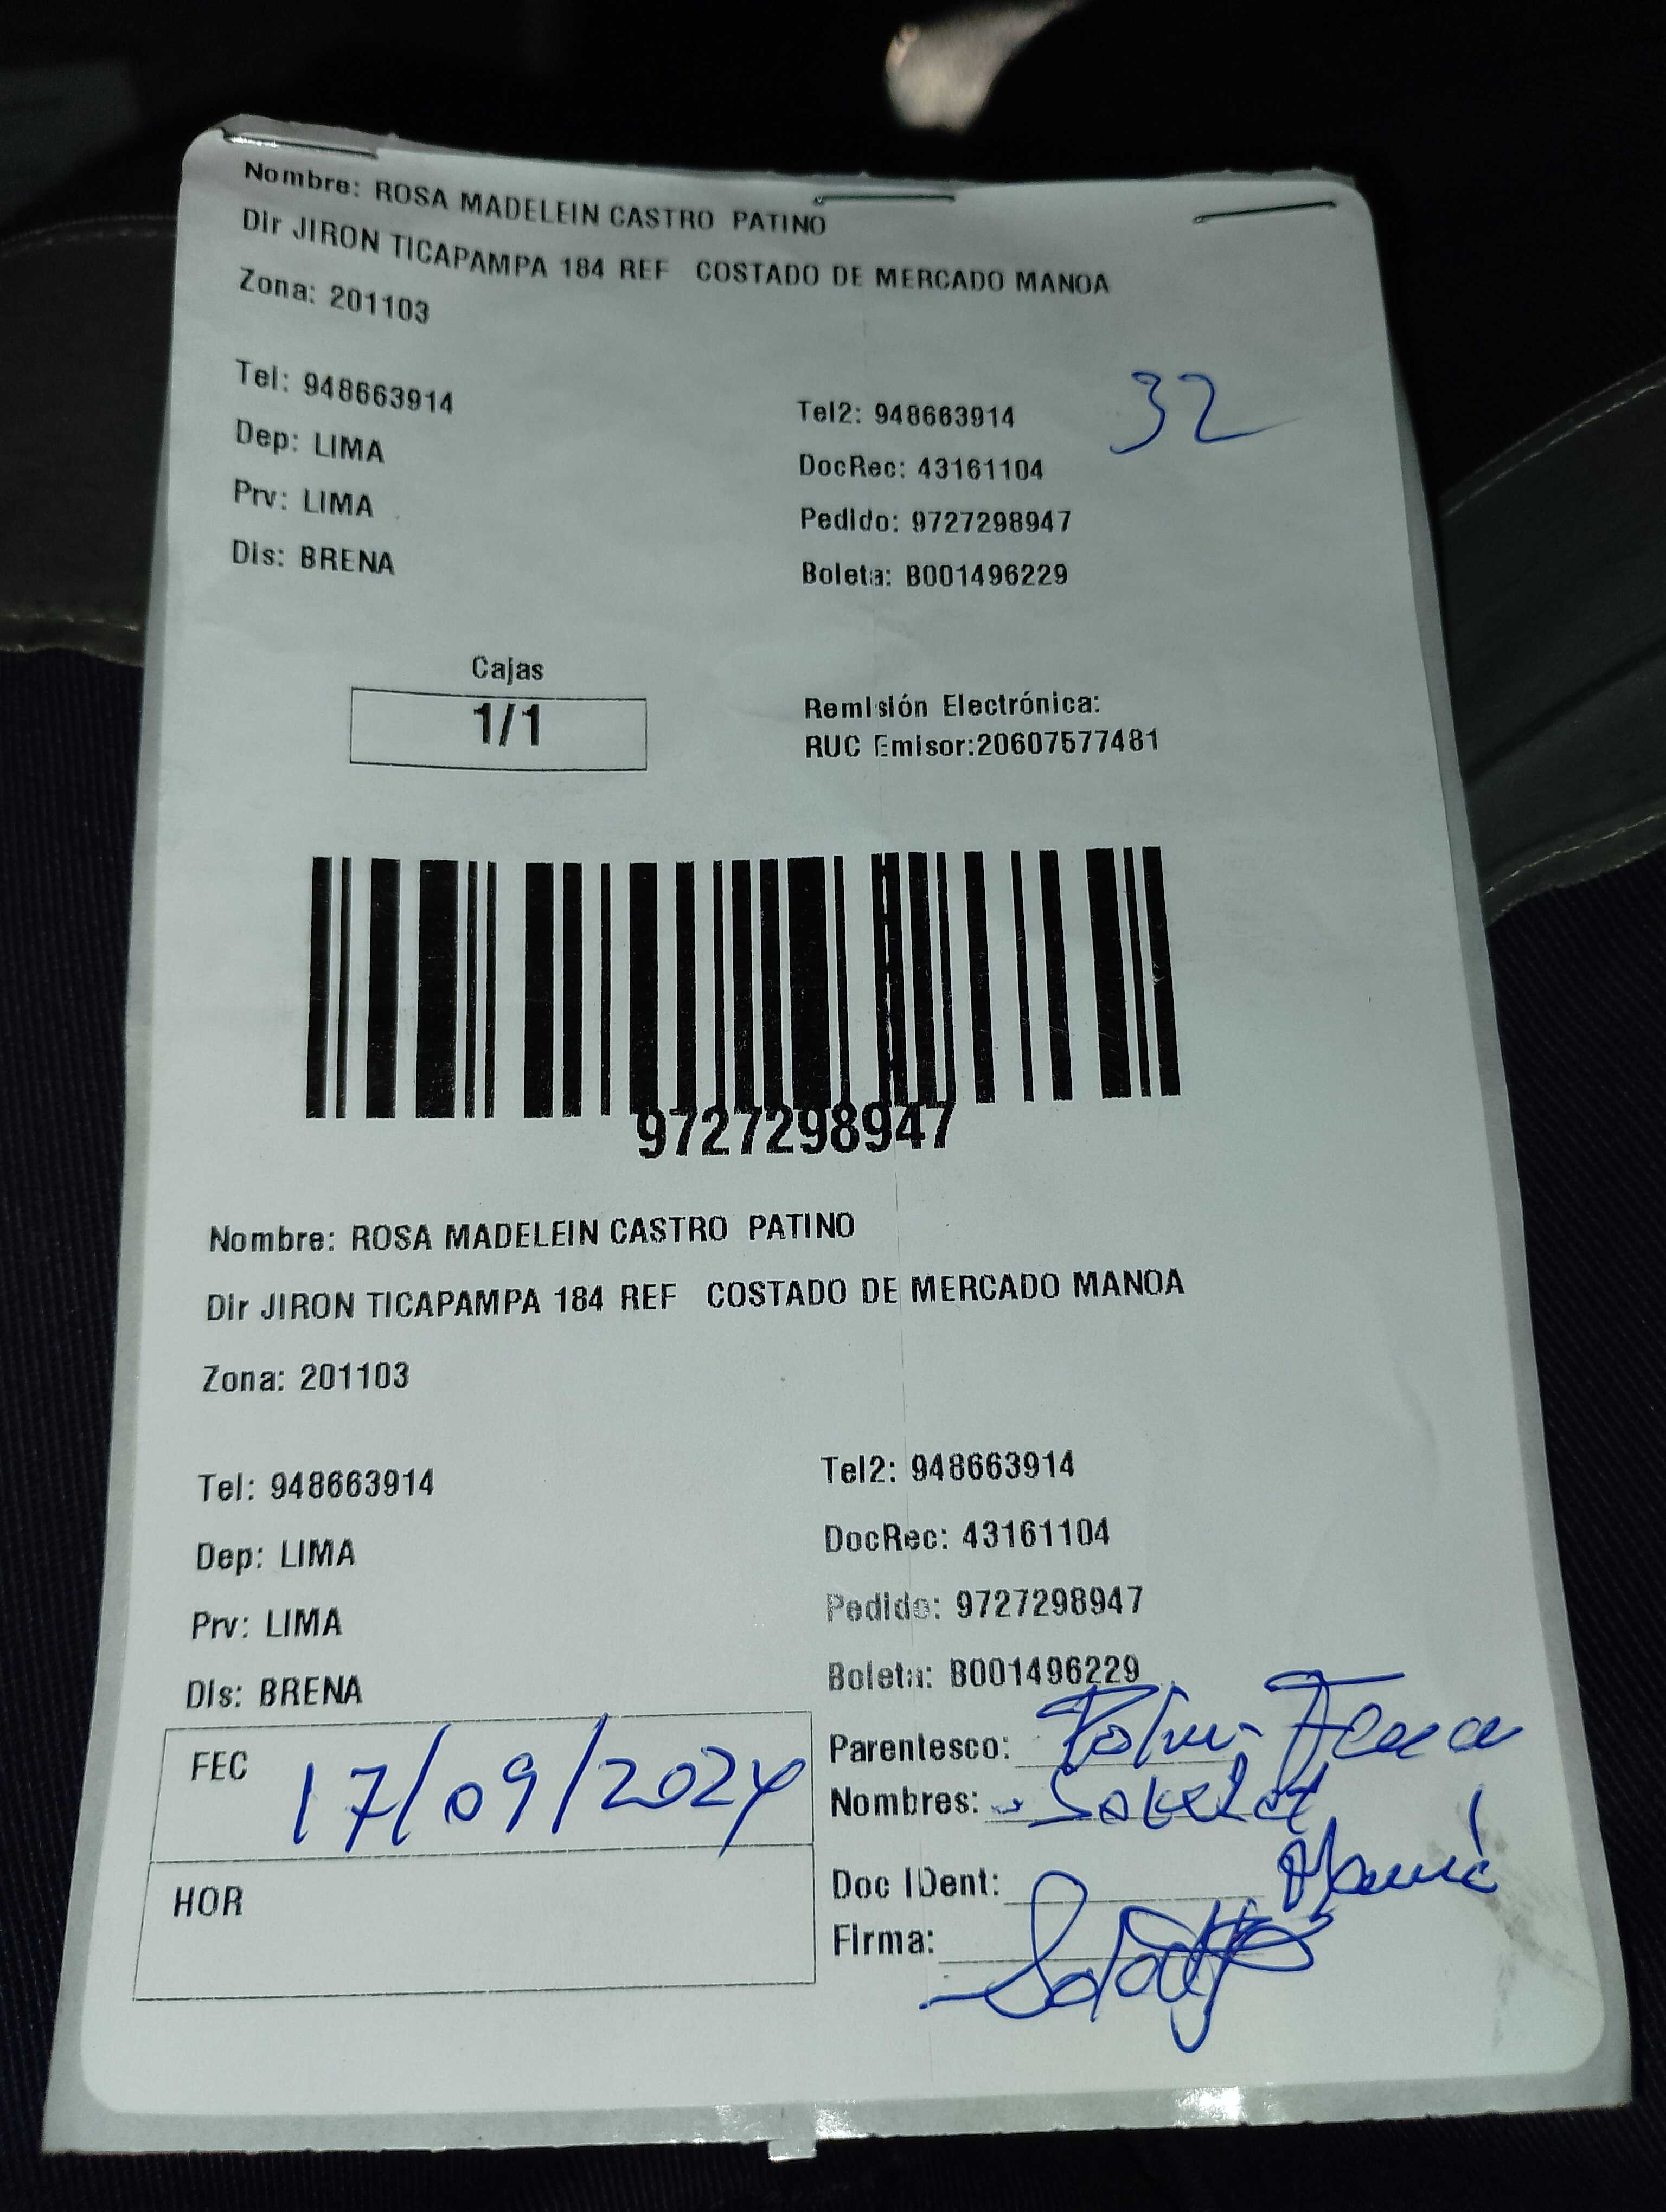 Nombre: ROSA MADELEIN CASTRO PATINO
Dir JIRON TICAPAMPA 184 REF COSTADO DE MERCADO MANOA
Zona: 201103
Tel: 948663914
Tel2: 948663914
32
Dep: LIMA
DocRec: 43161104
Prv: LIMA
Pedido: 9727298947
Dis: BRENA
Boleta: B001496229
Cajas
1/1
Remisión Electrónica:
RUC Emisor:20607577481
9727298947
Nombre: ROSA MADELEIN CASTRO PATINO
Dir JIRON TICAPAMPA 184 REF COSTADO DE MERCADO MANOA
Zona: 201103
Tel: 948663914
Tel2: 948663914
Dep: LIMA
DocRec: 43161104
Prv: LIMA
Pedido: 9727298947
Dis: BRENA
Boleta: B001496229
FEC 17/09/2024
Parentesco:
Nombres:
HOR
Doc IDent:
Firma: